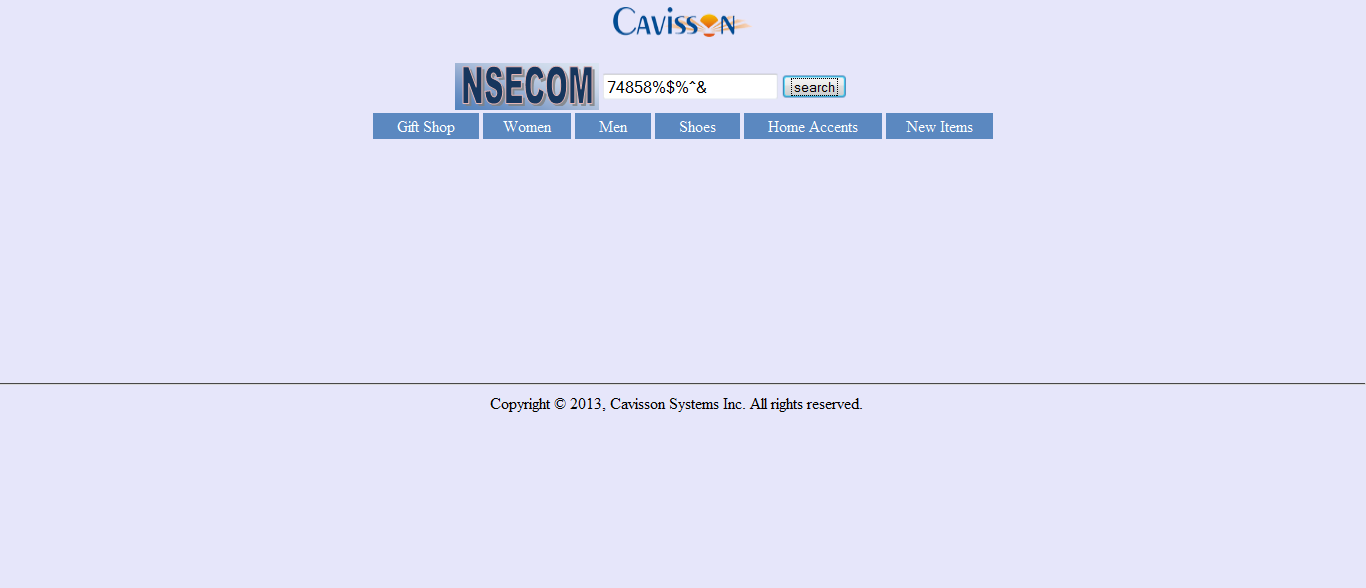 CAVISSON
NSECOM 74858%$%^& search
Gift Shop Women Men Shoes Home Accents New Items
Copyright © 2013, Cavisson Systems Inc. All rights reserved.